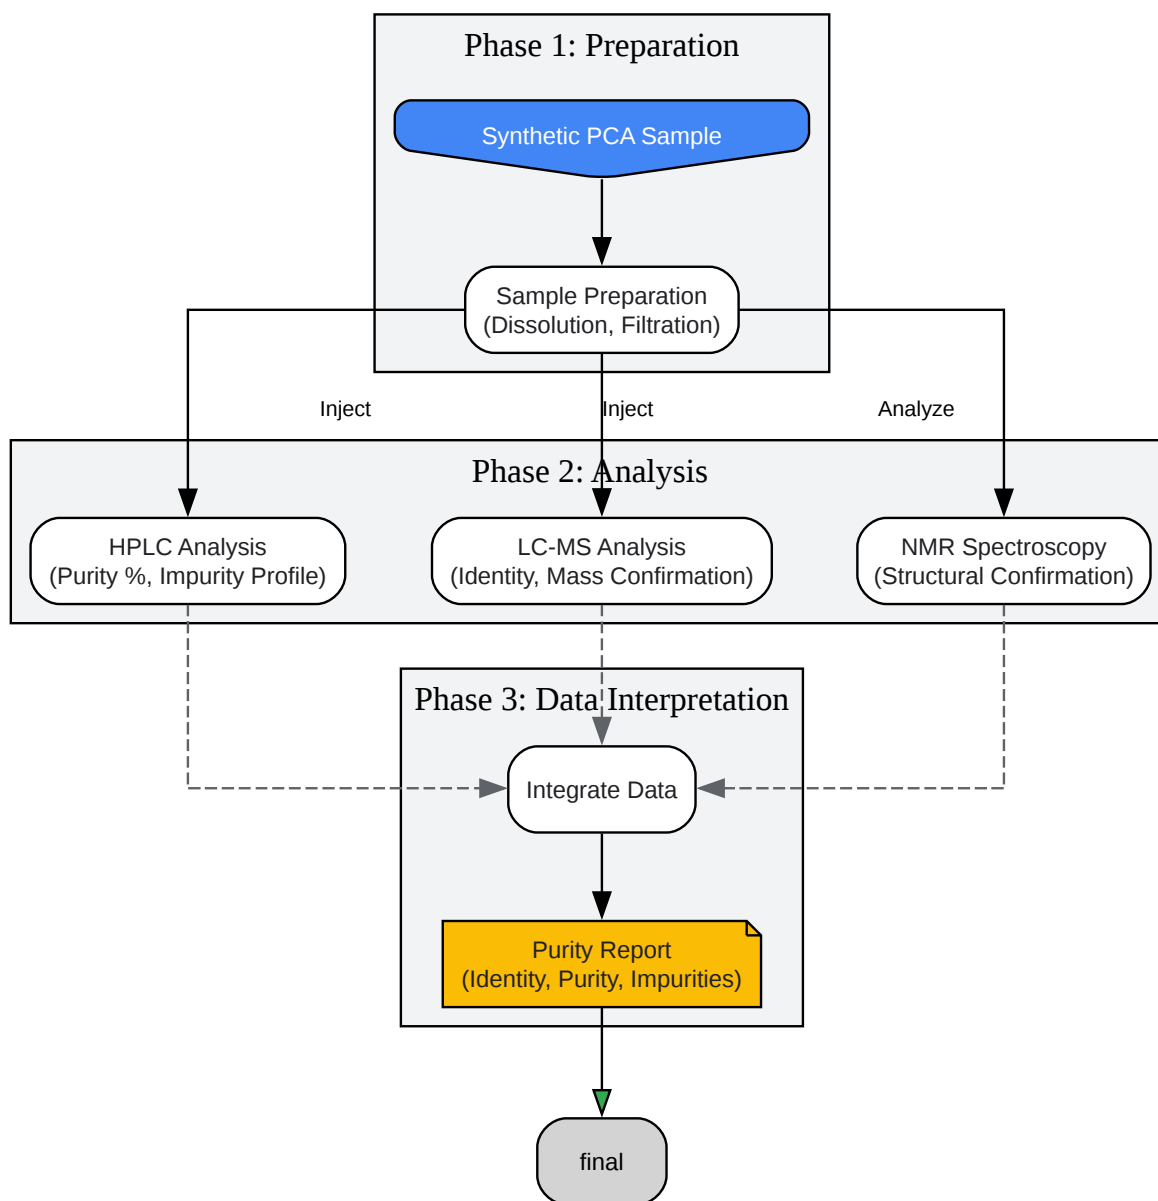 Phase 1: Preparation
Synthetic PCA Sample
Sample Preparation
(Dissolution, Filtration)
Inject
Inject
Analyze
Phase 2: Analysis
HPLC Analysis
(Purity %, Impurity Profile)
LC-MS Analysis
(Identity, Mass Confirmation)
NMR Spectroscopy
(Structural Confirmation)
Phase 3: Data Interpretation
Integrate Data
Purity Report
(Identity, Purity, Impurities)
final